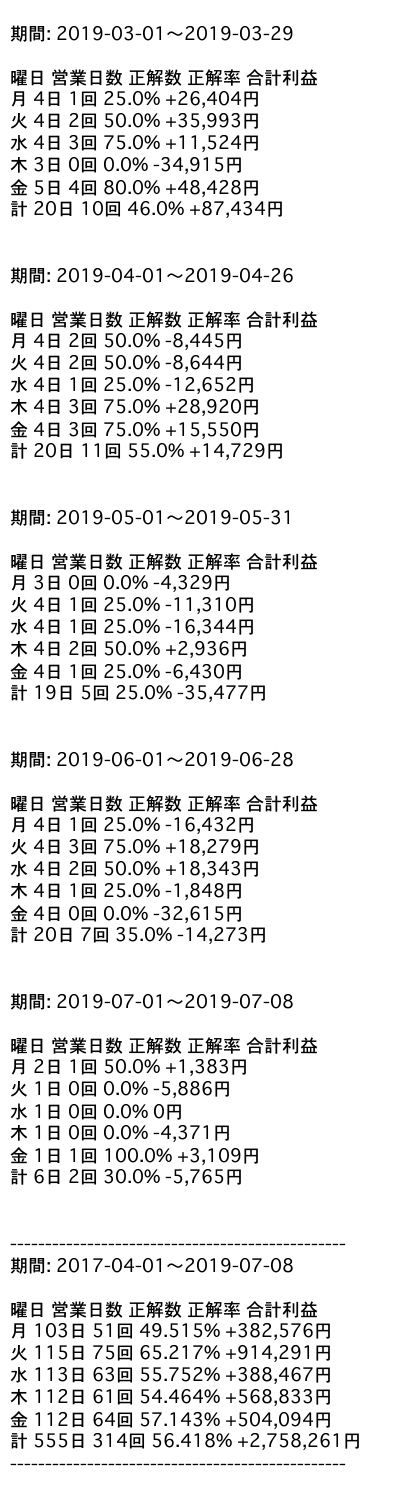 期間: 2019-03-01～2019-03-29
曜日 営業日数 正解数 正解率 合計利益
月 4日 1回 25.0% +26,404円
火 4日 2回 50.0% +35,993円
水 4日 3回 75.0% +11,524円
木 3日 0回 0.0% -34,915円
金 5日 4回 80.0% +48,428円
計 20日 10回 46.0% +87,434円
期間: 2019-04-01～2019-04-26
曜日 営業日数 正解数 正解率 合計利益
月 4日 2回 50.0% -8,445円
火 4日 2回 50.0% -8,644円
水 4日 1回 25.0% -12,652円
木 4日 3回 75.0% +28,920円
金 4日 3回 75.0% +15,550円
計 20日 11回 55.0% +14,729円
期間: 2019-05-01～2019-05-31
曜日 営業日数 正解数 正解率 合計利益
月 3日 0回 0.0% -4,329円
火 4日 1回 25.0% -11,310円
水 4日 1回 25.0% -16,344円
木 4日 2回 50.0% +2,936円
金 4日 1回 25.0% -6,430円
計 19日 5回 25.0% -35,477円
期間: 2019-06-01～2019-06-28
曜日 営業日数 正解数 正解率 合計利益
月 4日 1回 25.0% -16,432円
火 4日 3回 75.0% +18,279円
水 4日 2回 50.0% +18,343円
木 4日 1回 25.0% -1,848円
金 4日 0回 0.0% -32,615円
計 20日 7回 35.0% -14,273円
期間: 2019-07-01～2019-07-08
曜日 営業日数 正解数 正解率 合計利益
月 2日 1回 50.0% +1,383円
火 1日 0回 0.0% -5,886円
水 1日 0回 0.0% 0円
木 1日 0回 0.0% -4,371円
金 1日 1回 100.0% +3,109円
計 6日 2回 30.0% -5,765円
------------------------------------------------
期間: 2017-04-01～2019-07-08
曜日 営業日数 正解数 正解率 合計利益
月 103日 51回 49.515% +382,576円
火 115日 75回 65.217% +914,291円
水 113日 63回 55.752% +388,467円
木 112日 61回 54.464% +568,833円
金 112日 64回 57.143% +504,094円
計 555日 314回 56.418% +2,758,261円
------------------------------------------------